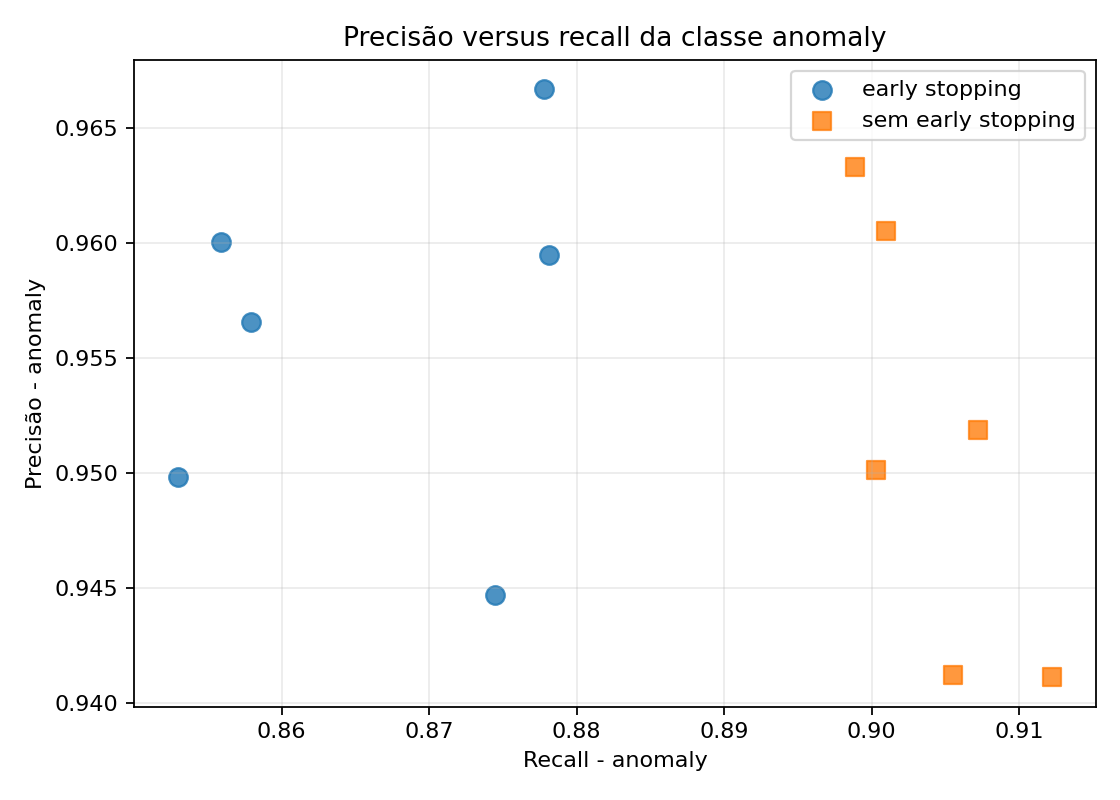 Precisão versus recall da classe anomaly
early stopping
sem early stopping
Precisão - anomaly
0.965
0.960
0.955
0.950
0.945
0.940
0.86
0.87
0.88
0.89
0.90
0.91
Recall - anomaly